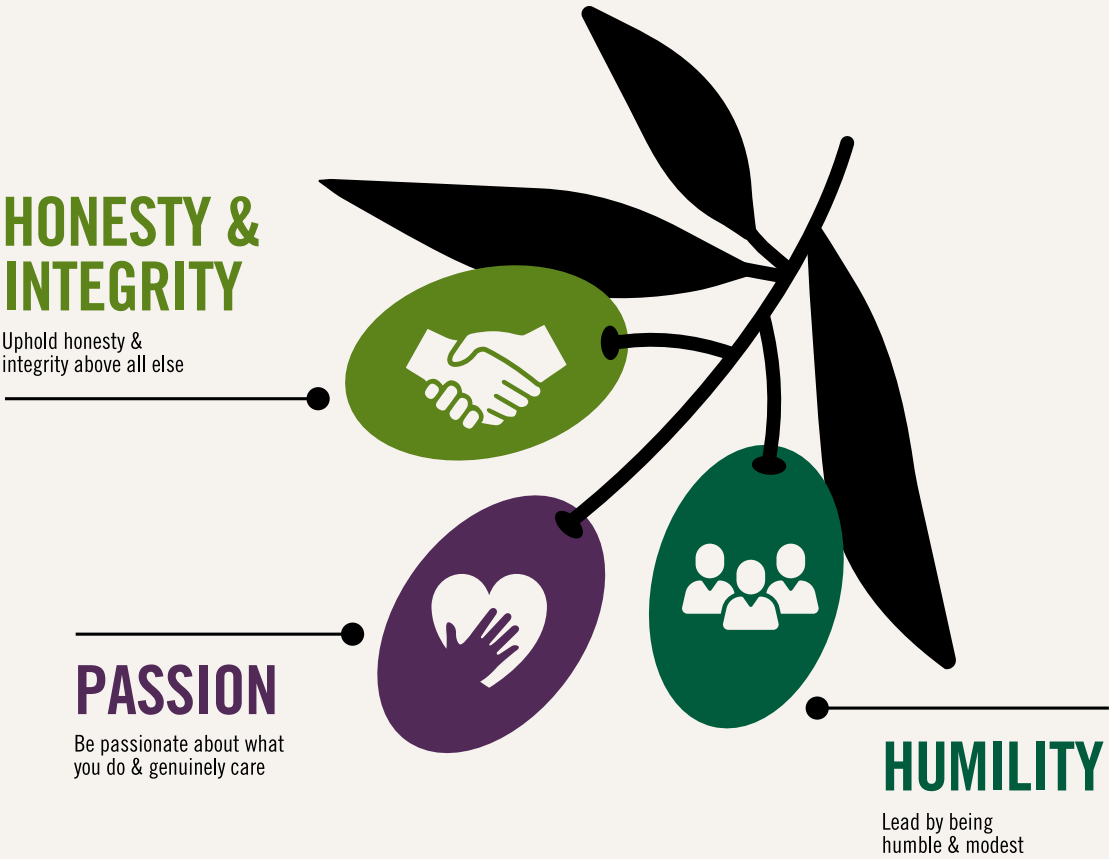 HONESTY &
INTEGRITY
Uphold honesty &
integrity above all else
PASSION
Be passionate about what
you do & genuinely care
HUMILITY
Lead by being
humble & modest